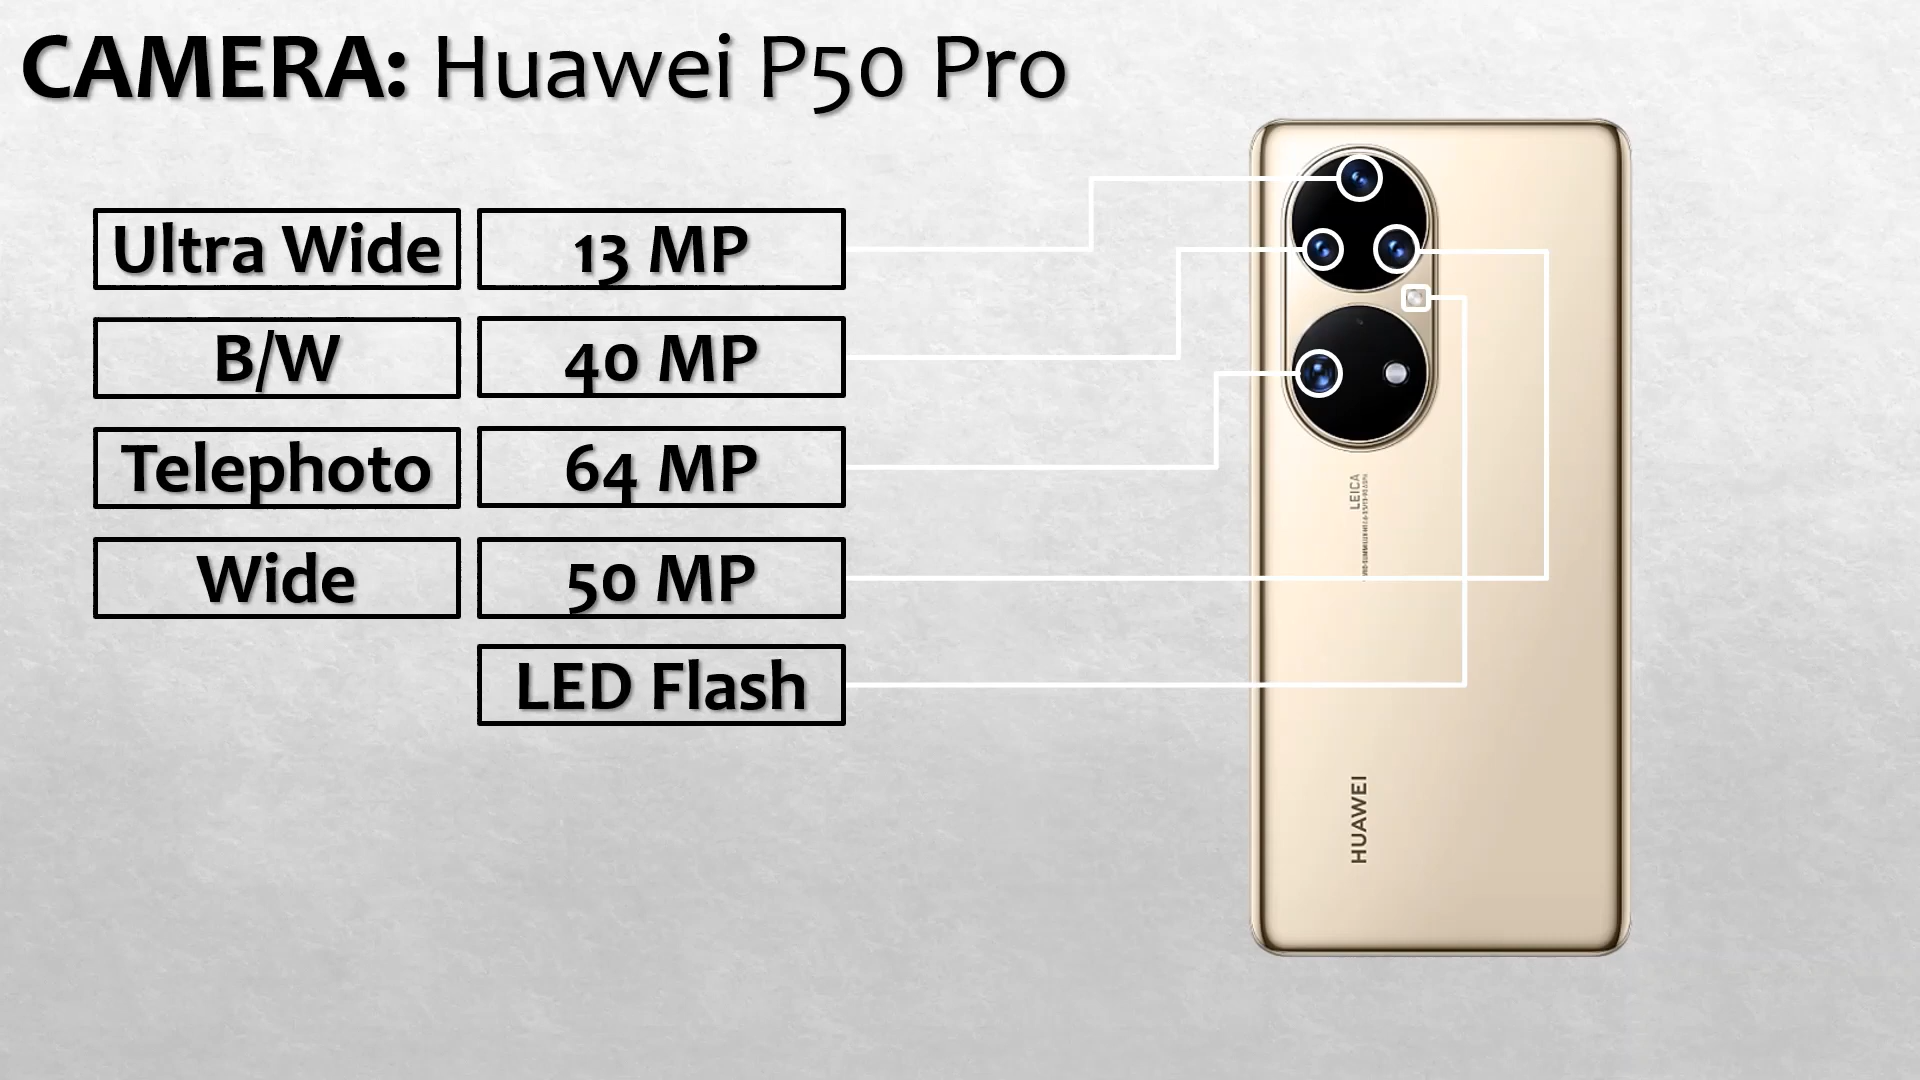 CAMERA: Huawei P50 Pro
Ultra Wide 13 MP
B/W 40 MP
Telephoto 64 MP
Wide 50 MP
LED Flash
LEICA
HUAWEI